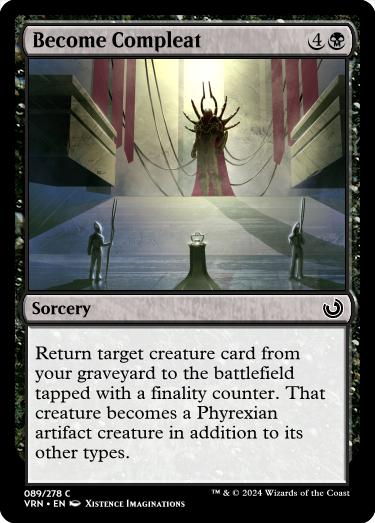 Become Compleat 4
Sorcery
Return target creature card from
your graveyard to the battlefield
tapped with a finality counter. That
creature becomes a Phyrexian
artifact creature in addition to its
other types.
089/278 C
VRN • EN Xistence Imaginations
™ & © 2024 Wizards of the Coast